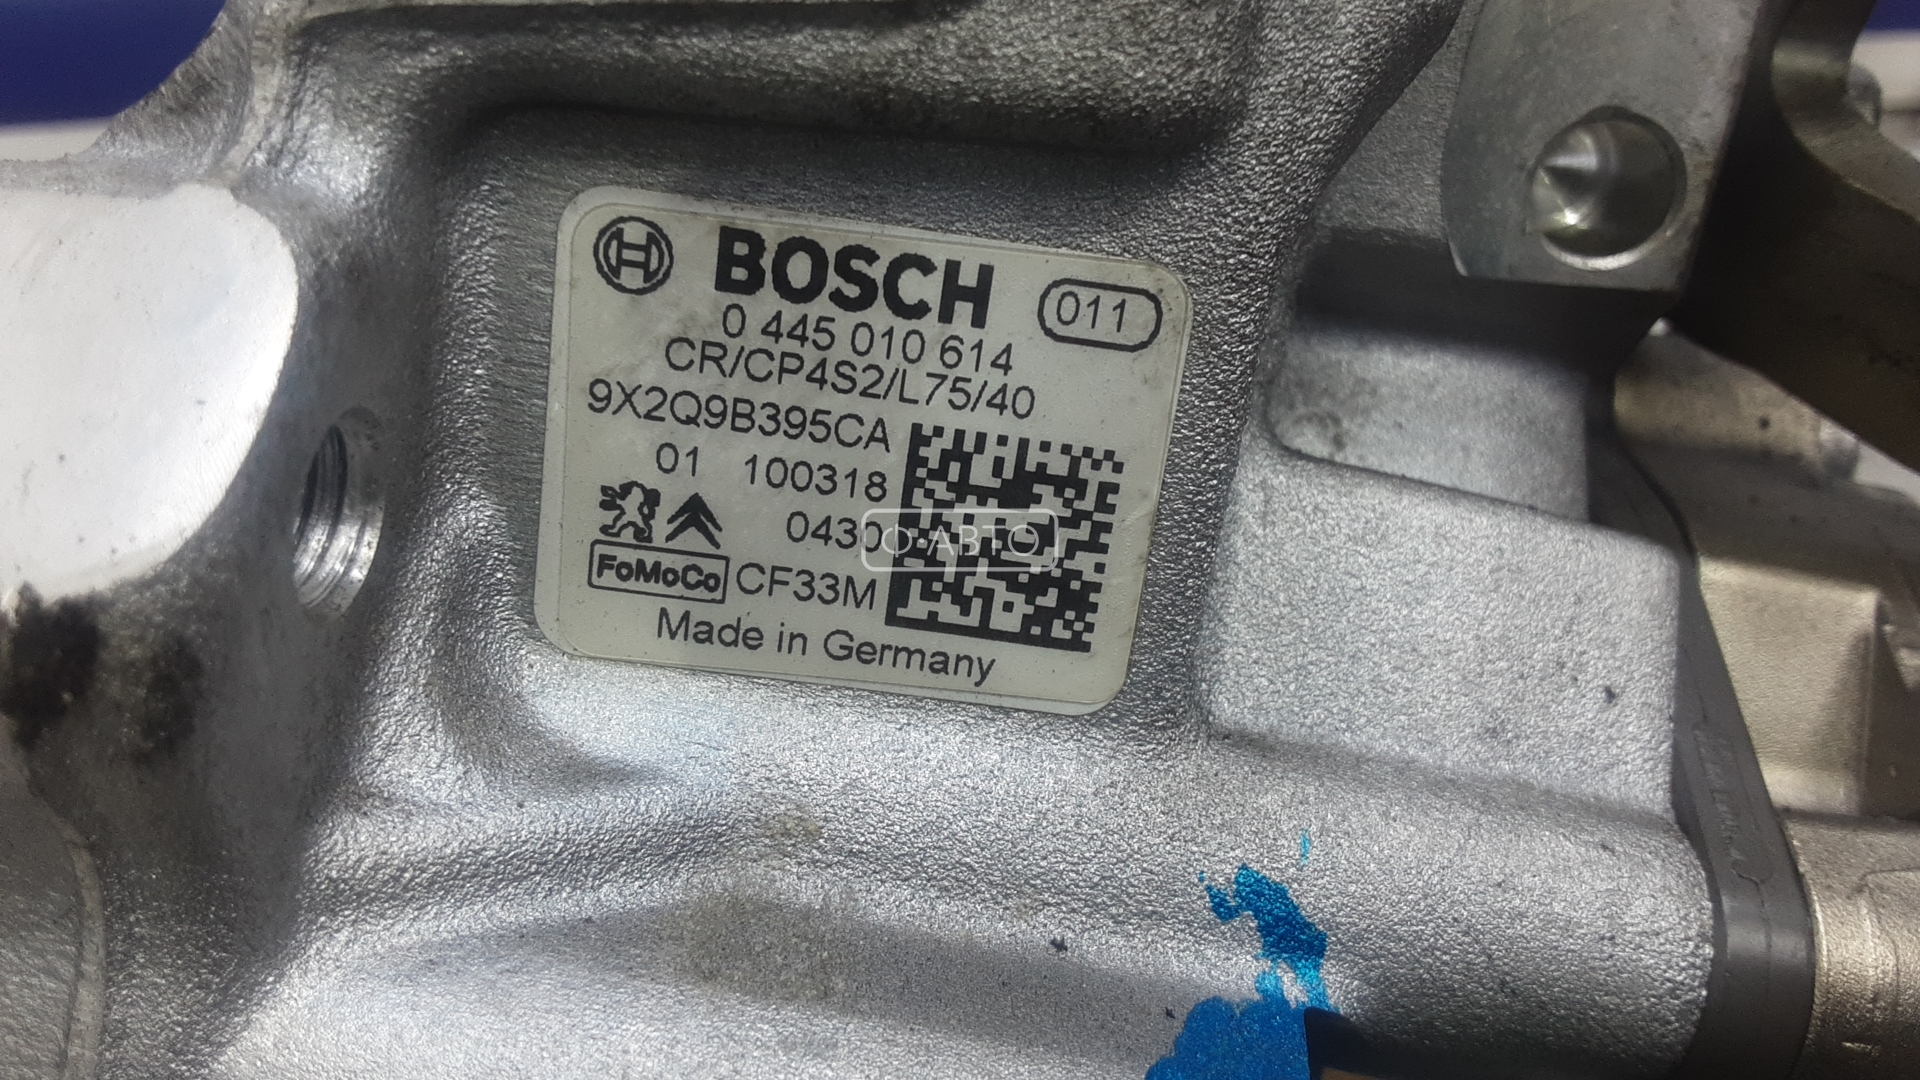 BOSCH
011
0 445 010 614
CR/CP4S2/L75/40
9X2Q9B395CA
01 100318
0430
FoMoCo CF33M
Made in Germany
О-АВТО